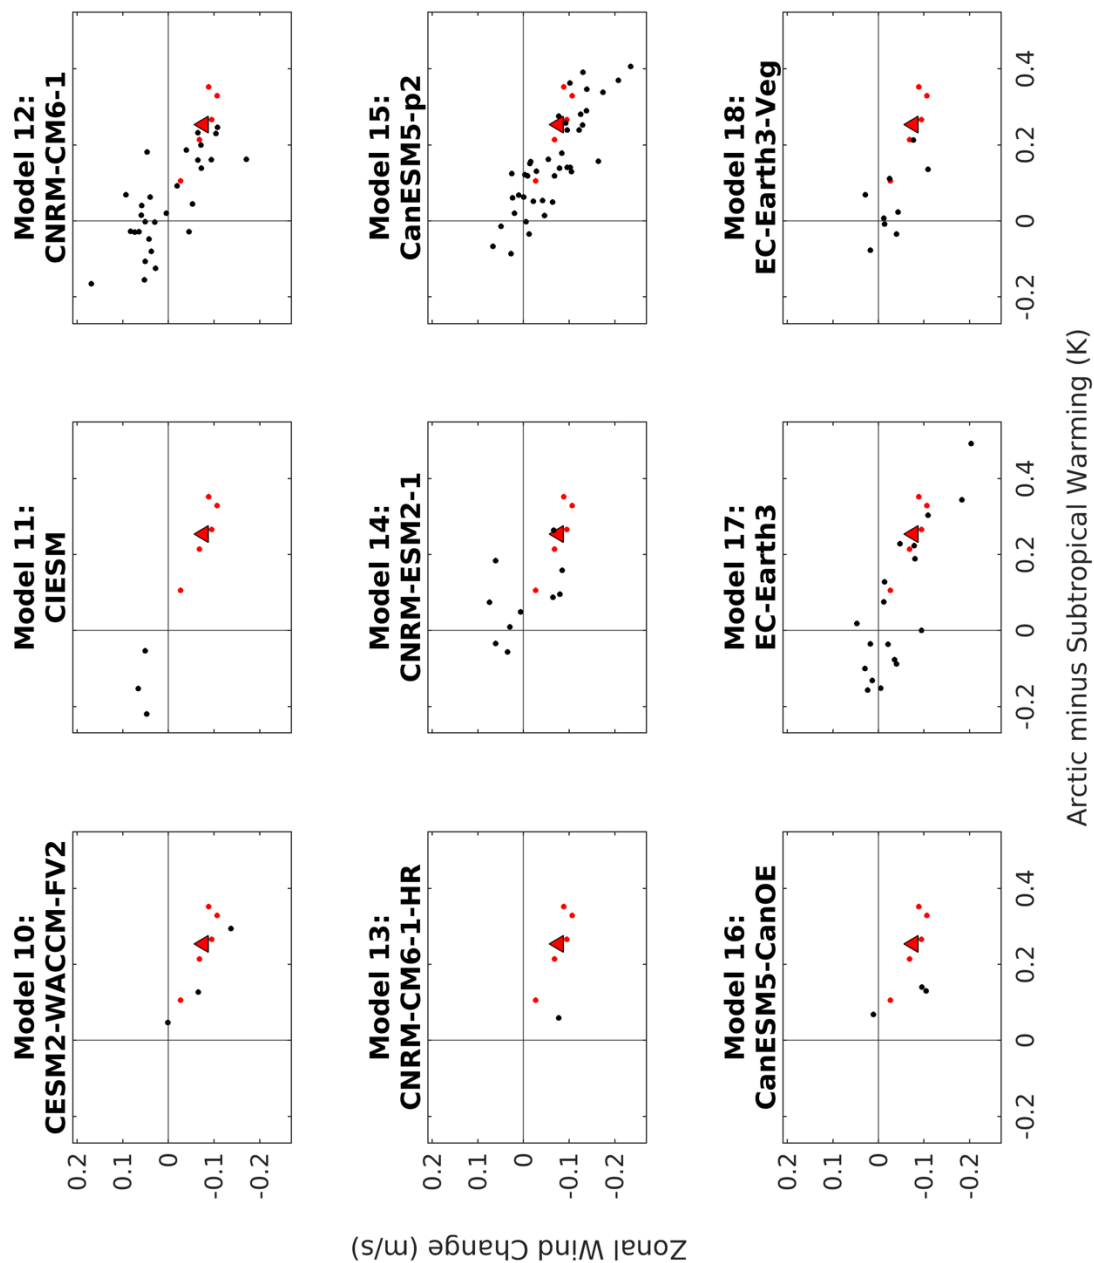 Model 10:
CESM2-WACCM-FV2
Model 11:
CIESM
Model 12:
CNRM-CM6-1
0.2
0.1
0
-0.1
-0.2
Model 13:
CNRM-CM6-1-HR
Model 14:
CNRM-ESM2-1
Model 15:
CanESM5-p2
0.2
0.1
0
-0.1
-0.2
Zonal Wind Change (m/s)
Model 16:
CanESM5-CanOE
Model 17:
EC-Earth3
Model 18:
EC-Earth3-Veg
0.2
0.1
0
-0.1
-0.2
-0.2 0 0.2 0.4
-0.2 0 0.2 0.4
-0.2 0 0.2 0.4
Arctic minus Subtropical Warming (K)